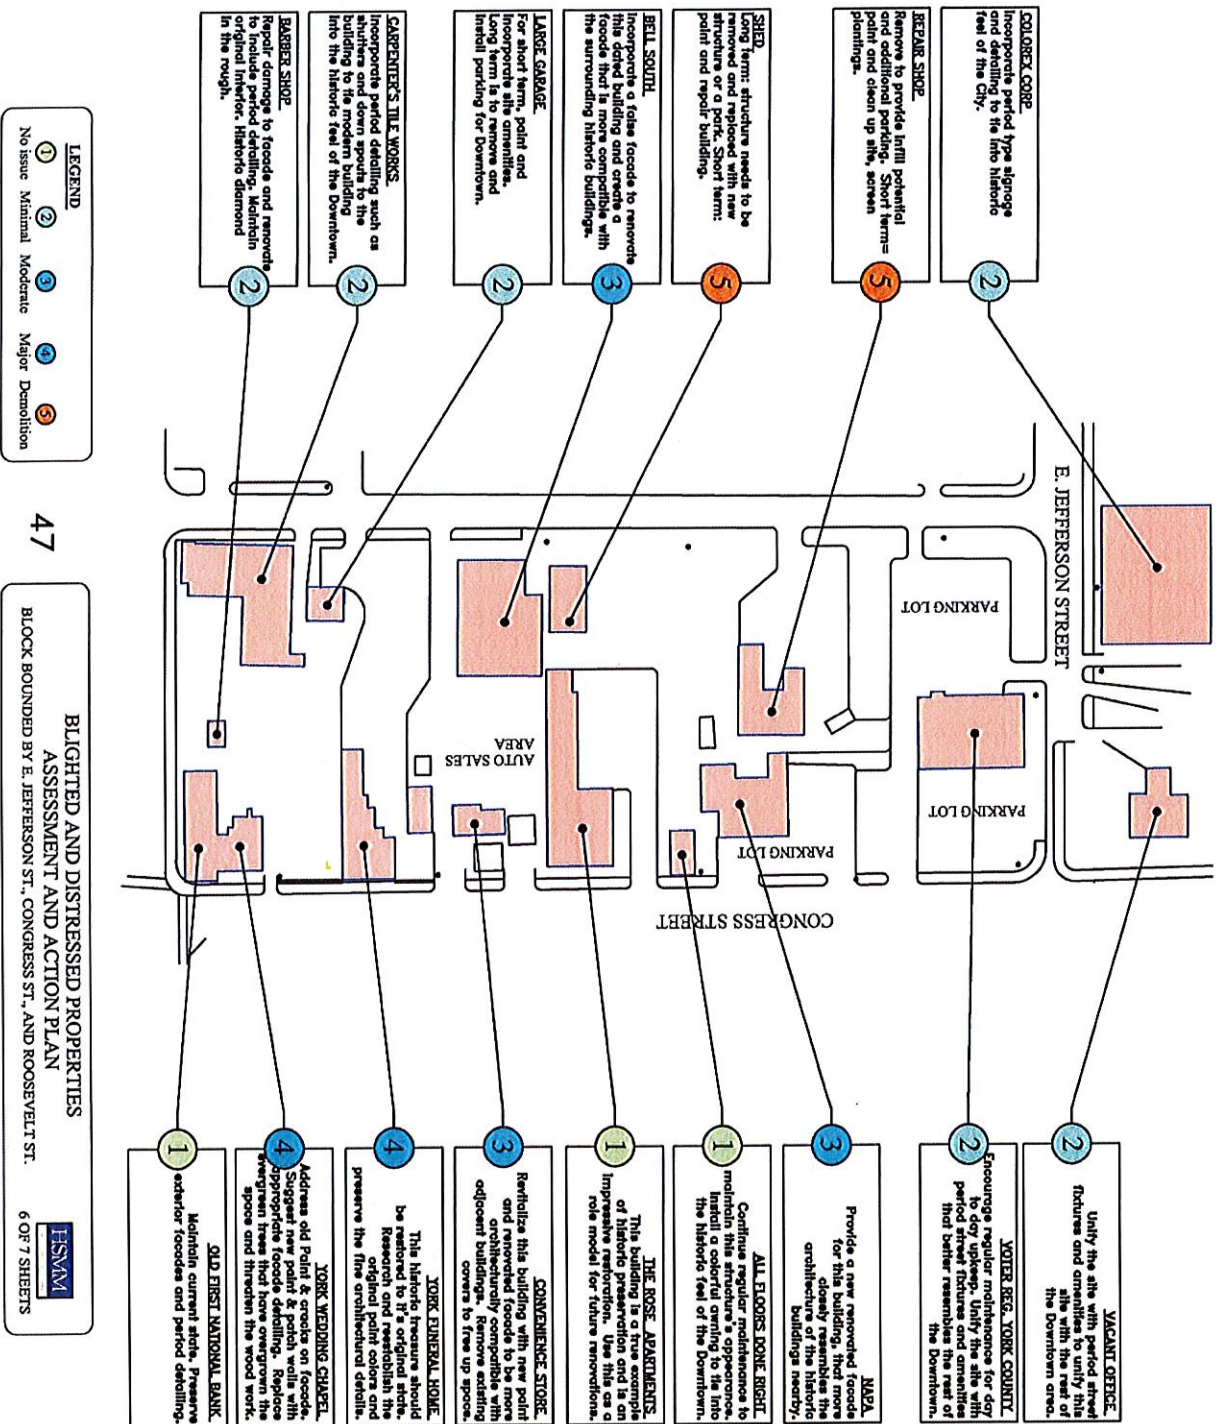 COLOREX CORP
Incorporate period type signage
and detailing to tie into historic
feel of the City.
2
REPAIR SHOP
Remove to provide infill potential
and additional parking. Short term=
paint and clean up site, screen
plantings.
5
SHED
Long term: structure needs to be
removed and replaced with new
structure or a park. Short term:
paint and repair building.
5
BELL SOUTH
Incorporate a false facade to renovate
this dated building and create a
facade that is more compatible with
the surrounding historic buildings.
3
LARGE GARAGE
For short term, paint and
incorporate site amenities.
Long term is to remove and
install parking for Downtown.
2
CARPENTER'S TILE WORKS
Incorporate period detailing such as
shutters and down spouts to the
building to tie modern building
into the historic feel of the Downtown.
2
BARBER SHOP
Repair damage to facade and renovate
to include period detailing. Maintain
original interior. Historic diamond
in the rough.
2
E. JEFFERSON STREET
PARKING LOT
PARKING LOT
PARKING LOT
AUTO SALES
AREA
CONGRESS STREET
VACANT OFFICE
Unify the site with period street
fixtures and amenities to unify this
site with the rest of
the Downtown area.
2
VOTER REG. YORK COUNTY
Encourage regular maintenance for day
to day upkeep. Unify the site with
period street fixtures and amenities
that better resembles the rest of
the Downtown.
2
NAPA
Provide a new renovated facade
for this building, that more
closely resembles the
architecture of the historic
buildings nearby.
3
ALL FLOORS DONE RIGHT
Continue regular maintenance to
maintain this structure's appearance.
Install a colorful awning to tie into
the historic feel of the Downtown.
1
THE ROSE APARTMENTS
This building is a true example
of historic preservation and is an
impressive restoration. Use this as a
role model for future renovations.
1
CONVENIENCE STORE
Revitalize this building with new paint
and renovated facade to be more
architecturally compatible with
adjacent buildings. Remove existing
covers to free up space.
3
YORK FUNERAL HOME
This historic treasure should
be restored to it's original state.
Research and reestablish the
original paint colors and
preserve the fine architectural details.
4
YORK WEDDING CHAPEL
Address old Paint & cracks on facade.
Suggest new paint & patch walls with
appropriate facade detailing. Replace
evergreen trees that have overgrown the
space and threaten the wood work.
4
OLD FIRST NATIONAL BANK
Maintain current state. Preserve
exterior facades and period detailing.
1
LEGEND
1 2 3 4 5
No issue Minimal Moderate Major Demolition
47
BLIGHTED AND DISTRESSED PROPERTIES
ASSESSMENT AND ACTION PLAN
BLOCK BOUNDED BY E. JEFFERSON ST., CONGRESS ST., AND ROOSEVELT ST.
HSMM
6 OF 7 SHEETS